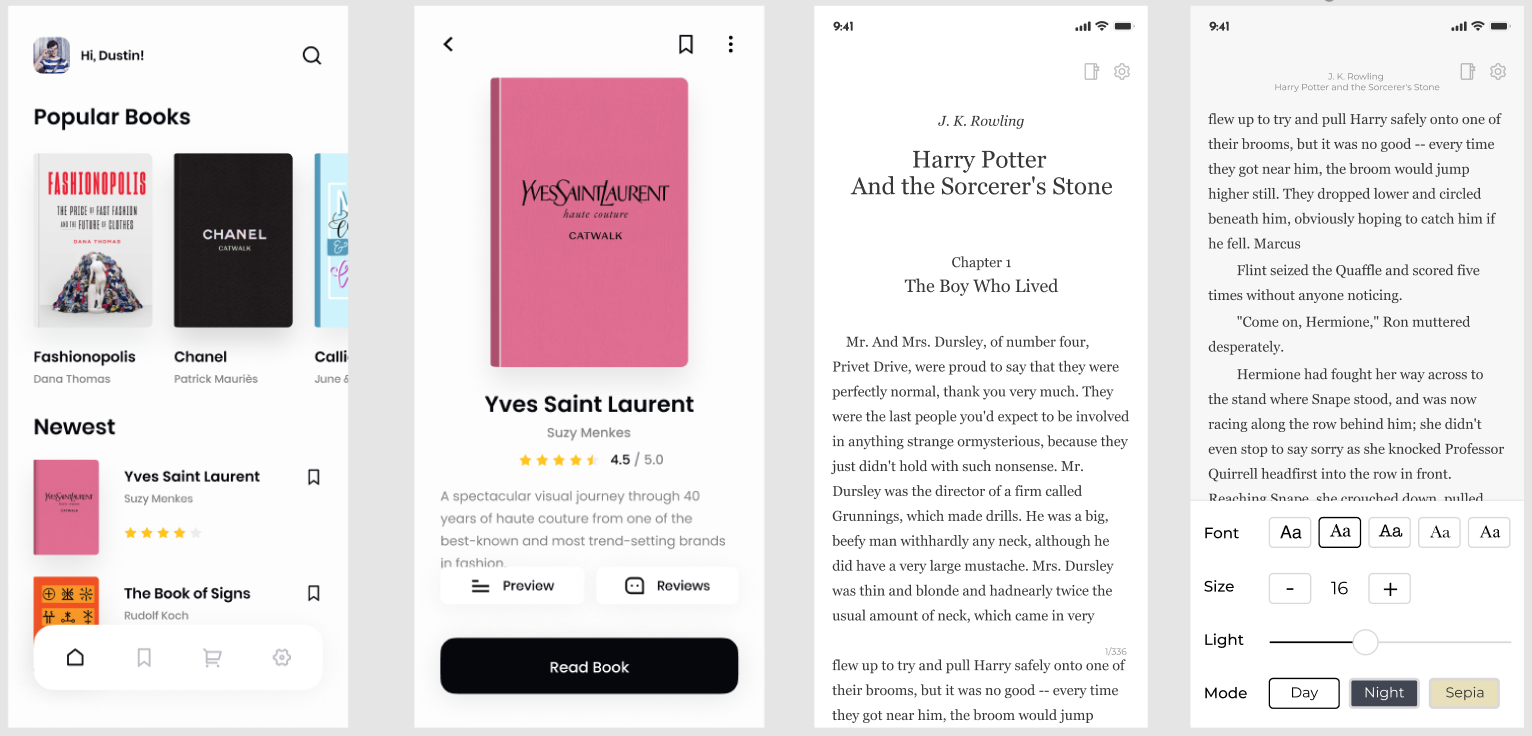 Hi, Dustin!
Popular Books
FASHIONOPOLIS
THE PRICE OF FAST FASHION
AND THE FUTURE OF CLOTHES
DANA THOMAS
CHANEL
CATWALK
&
Fashionopolis
Dana Thomas
Chanel
Patrick Mauriès
Calli
June &
Newest
YVESSAINTLAURENT
CATWALK
Yves Saint Laurent
Suzy Menkes
The Book of Signs
Rudolf Koch
YVESSAINTLAURENT
haute couture
CATWALK
Yves Saint Laurent
Suzy Menkes
4.5 / 5.0
A spectacular visual journey through 40
years of haute couture from one of the
best-known and most trend-setting brands
in fashion.
Preview
Reviews
Read Book
9:41
J. K. Rowling
Harry Potter
And the Sorcerer's Stone
Chapter 1
The Boy Who Lived
Mr. And Mrs. Dursley, of number four,
Privet Drive, were proud to say that they were
perfectly normal, thank you very much. They
were the last people you'd expect to be involved
in anything strange ormysterious, because they
just didn't hold with such nonsense. Mr.
Dursley was the director of a firm called
Grunnings, which made drills. He was a big,
beefy man withhardly any neck, although he
did have a very large mustache. Mrs. Dursley
was thin and blonde and hadnearly twice the
usual amount of neck, which came in very
1/336
flew up to try and pull Harry safely onto one of
their brooms, but it was no good -- every time
they got near him, the broom would jump
9:41
J. K. Rowling
Harry Potter and the Sorcerer's Stone
flew up to try and pull Harry safely onto one of
their brooms, but it was no good -- every time
they got near him, the broom would jump
higher still. They dropped lower and circled
beneath him, obviously hoping to catch him if
he fell. Marcus
Flint seized the Quaffle and scored five
times without anyone noticing.
"Come on, Hermione," Ron muttered
desperately.
Hermione had fought her way across to
the stand where Snape stood, and was now
racing along the row behind him; she didn't
even stop to say sorry as she knocked Professor
Quirrell headfirst into the row in front.
Reaching Snape, she crouched down, pulled
Font
Aa Aa Aa Aa Aa
Size
- 16 +
Light
Mode
Day Night Sepia